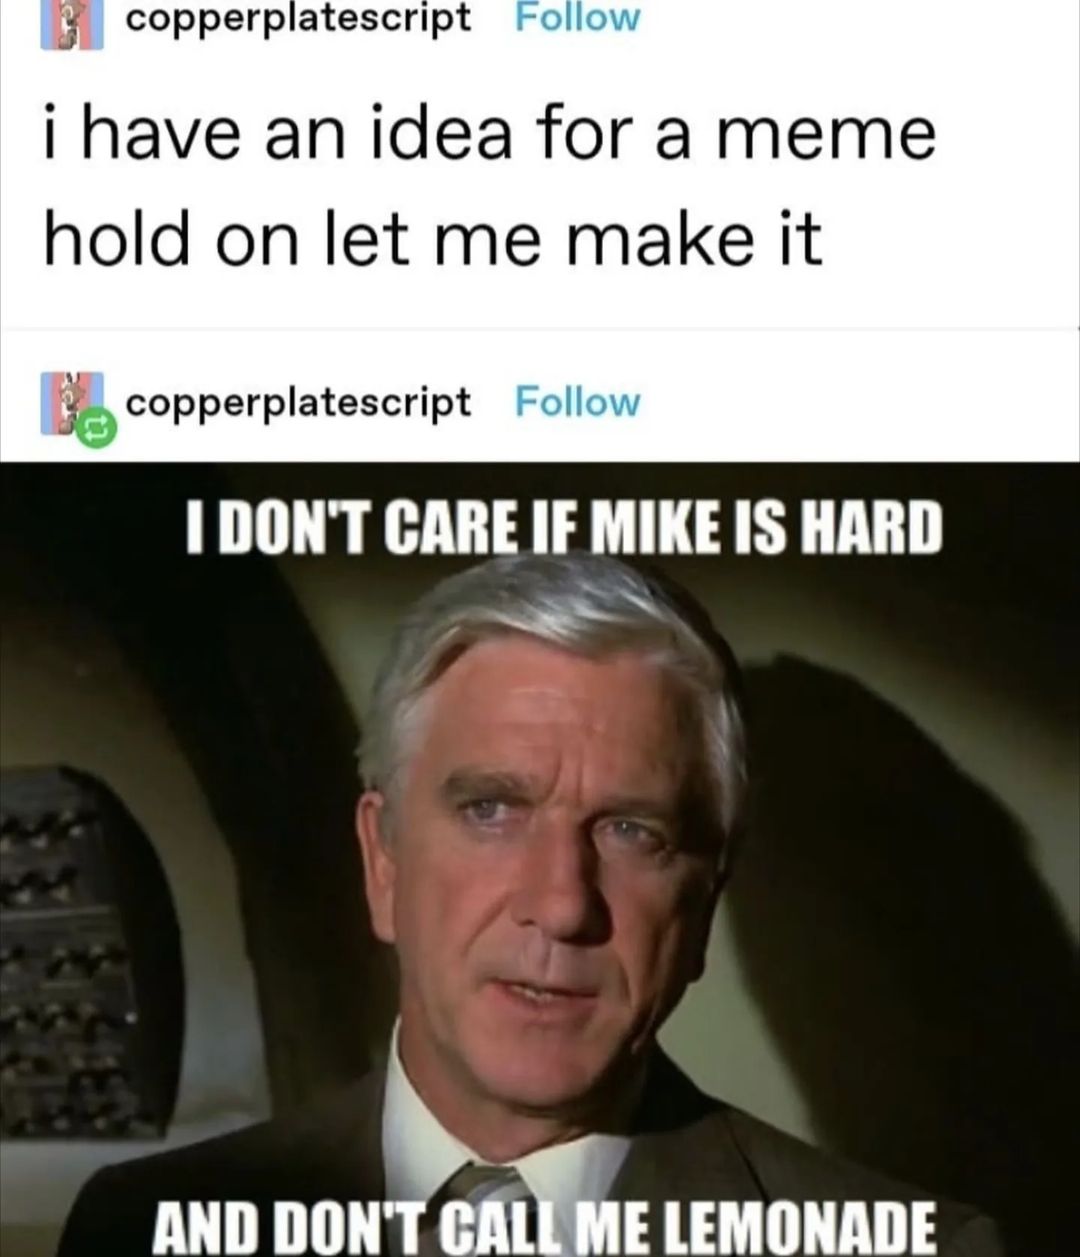 copperplatescript Follow
i have an idea for a meme
hold on let me make it
copperplatescript Follow
I DON'T CARE IF MIKE IS HARD
AND DON'T CALL ME LEMONADE